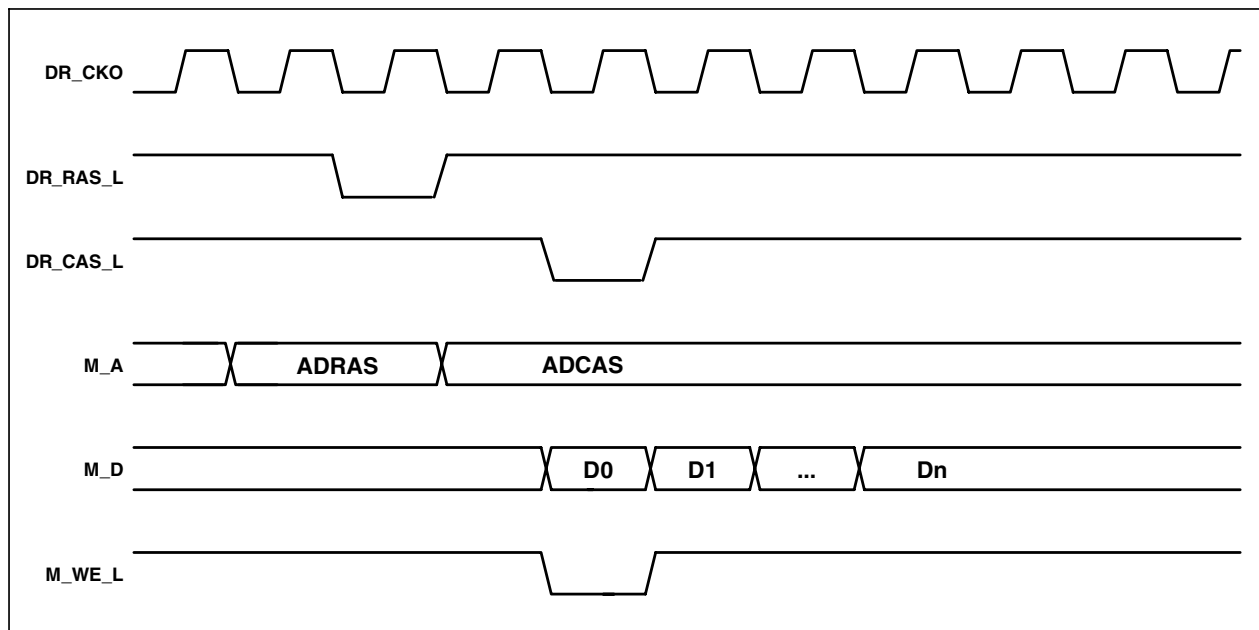 DR_CKO
DR_RAS_L
DR_CAS_L
M_A ADRAS ADCAS
M_D D0 D1 ... Dn
M_WE_L